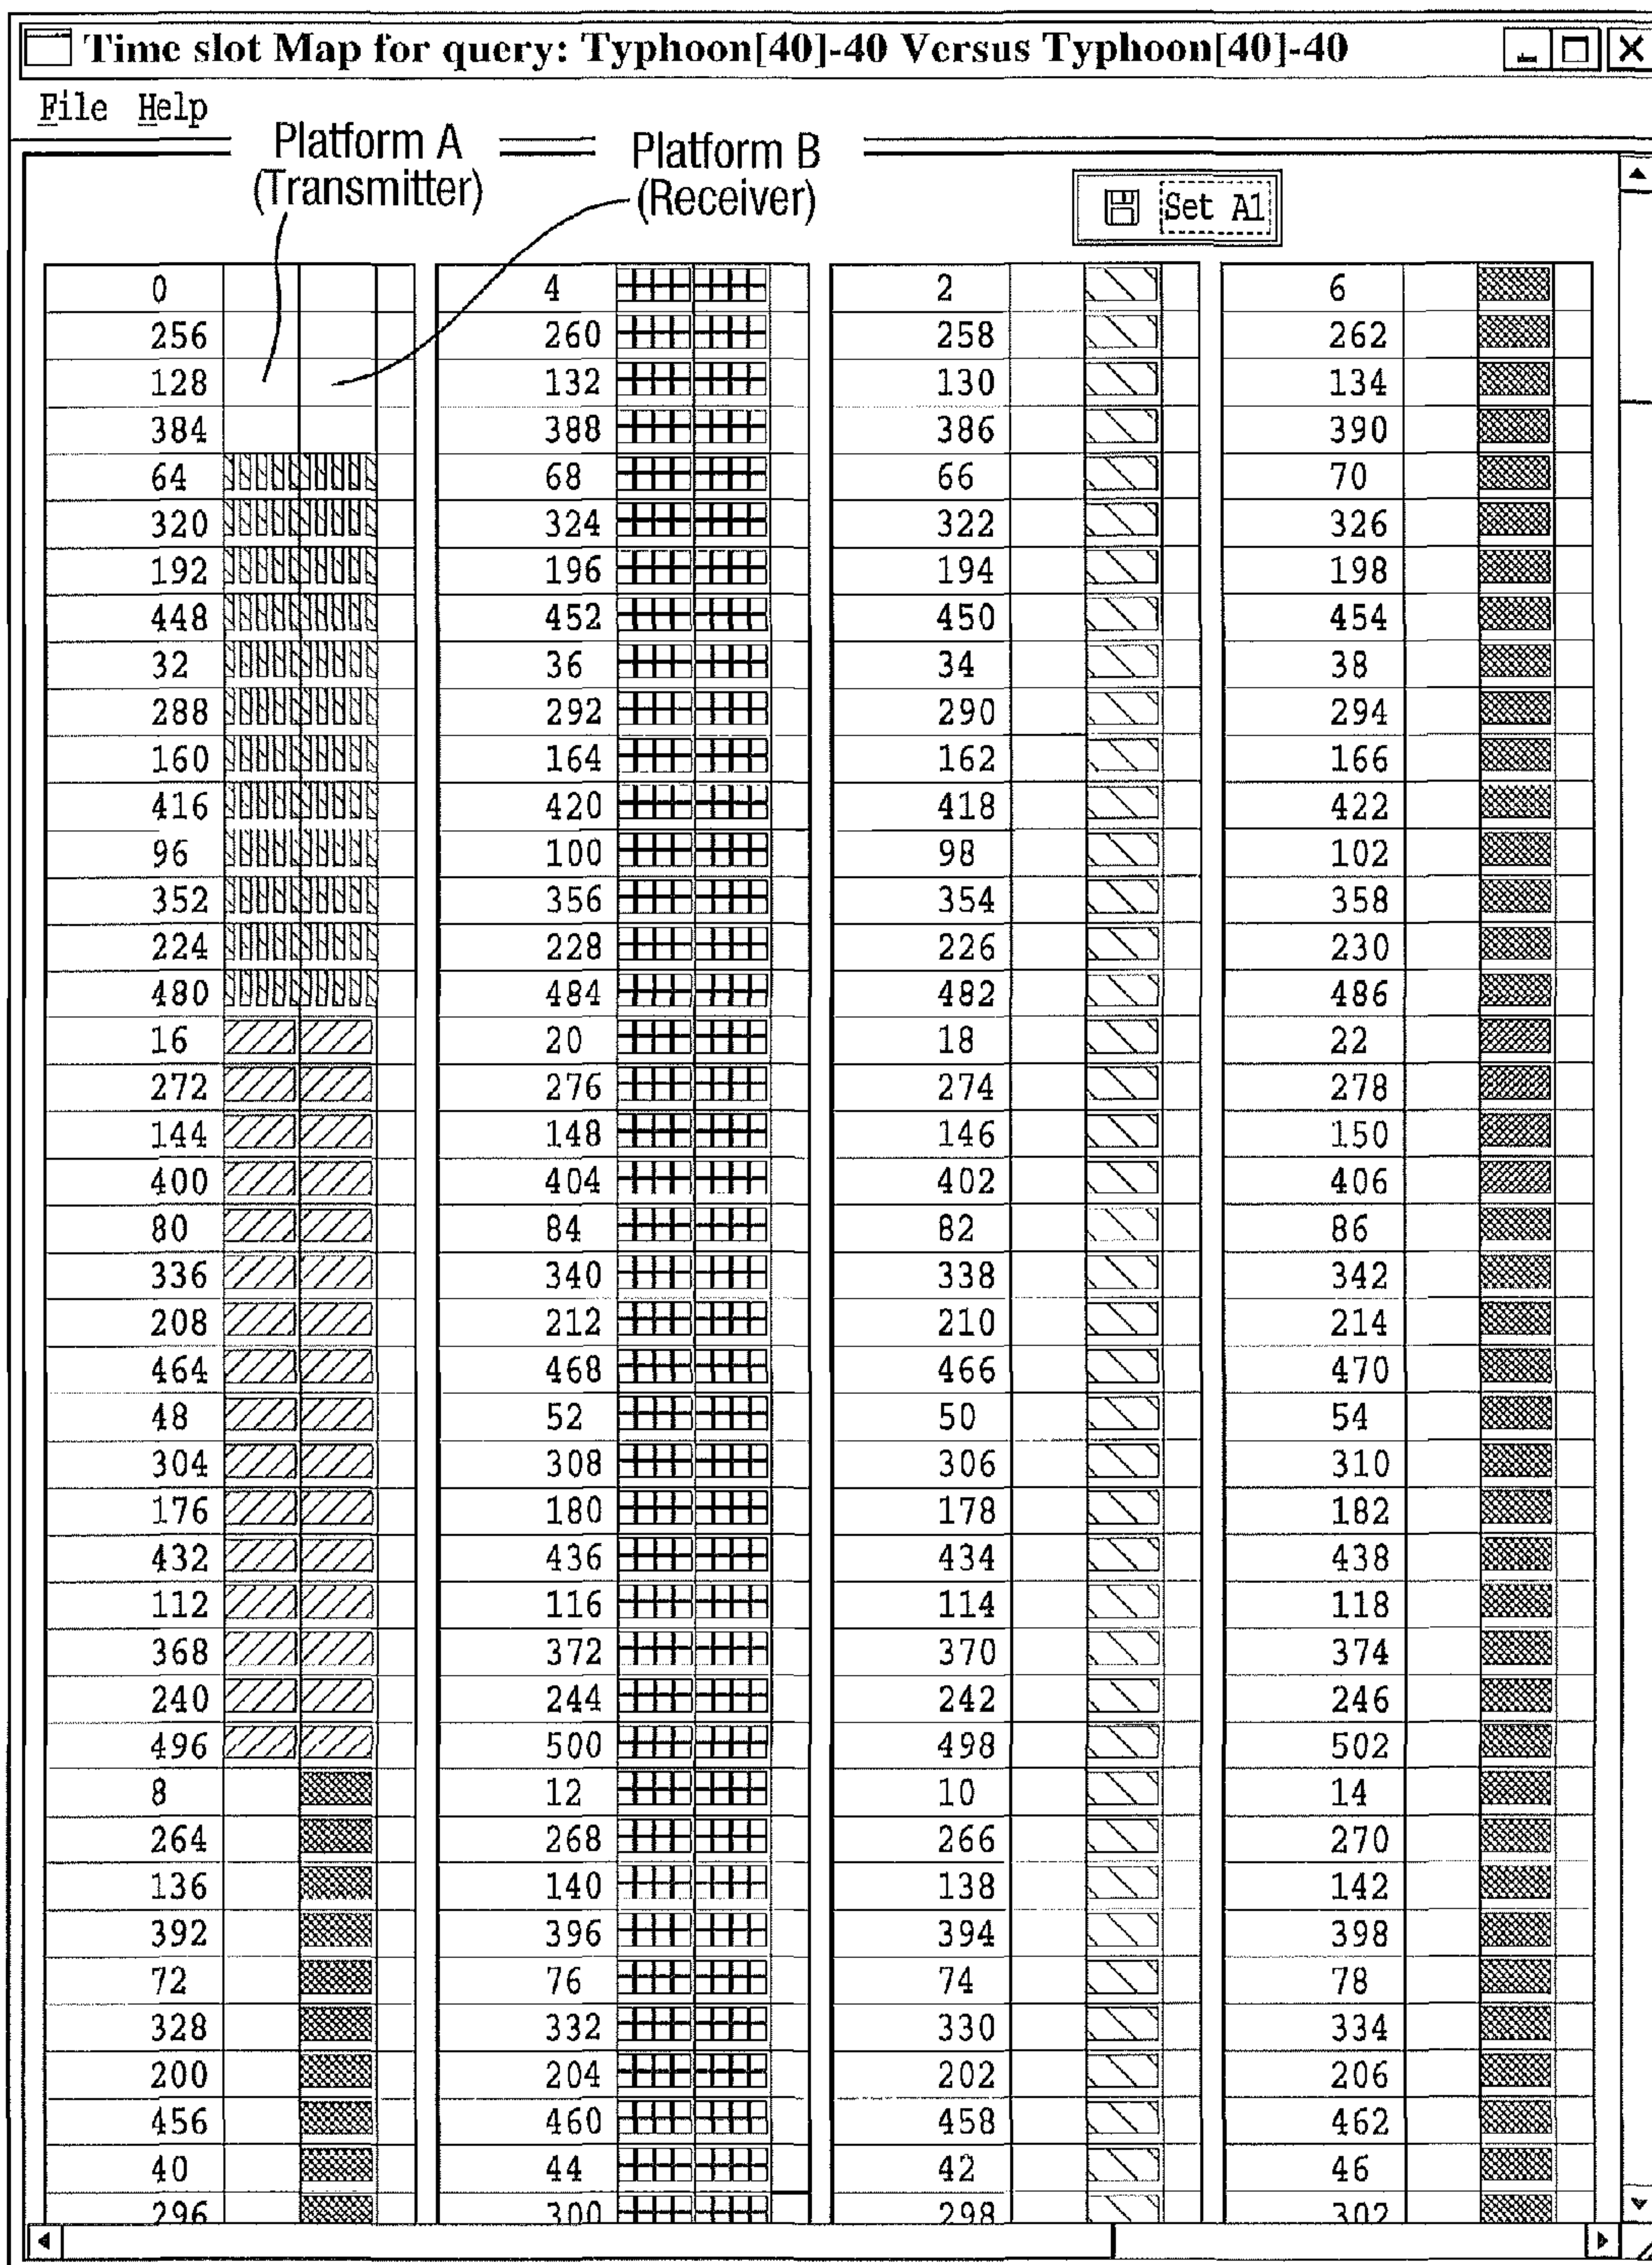 Time slot Map for query: Typhoon[40]-40 Versus Typhoon[40]-40
File Help
Platform A
(Transmitter)
Platform B
(Receiver)
Set A1
0 4 2 6
256 260 258 262
128 132 130 134
384 388 386 390
64 68 66 70
320 324 322 326
192 196 194 198
448 452 450 454
32 36 34 38
288 292 290 294
160 164 162 166
416 420 418 422
96 100 98 102
352 356 354 358
224 228 226 230
480 484 482 486
16 20 18 22
272 276 274 278
144 148 146 150
400 404 402 406
80 84 82 86
336 340 338 342
208 212 210 214
464 468 466 470
48 52 50 54
304 308 306 310
176 180 178 182
432 436 434 438
112 116 114 118
368 372 370 374
240 244 242 246
496 500 498 502
8 12 10 14
264 268 266 270
136 140 138 142
392 396 394 398
72 76 74 78
328 332 330 334
200 204 202 206
456 460 458 462
40 44 42 46
296 300 298 302